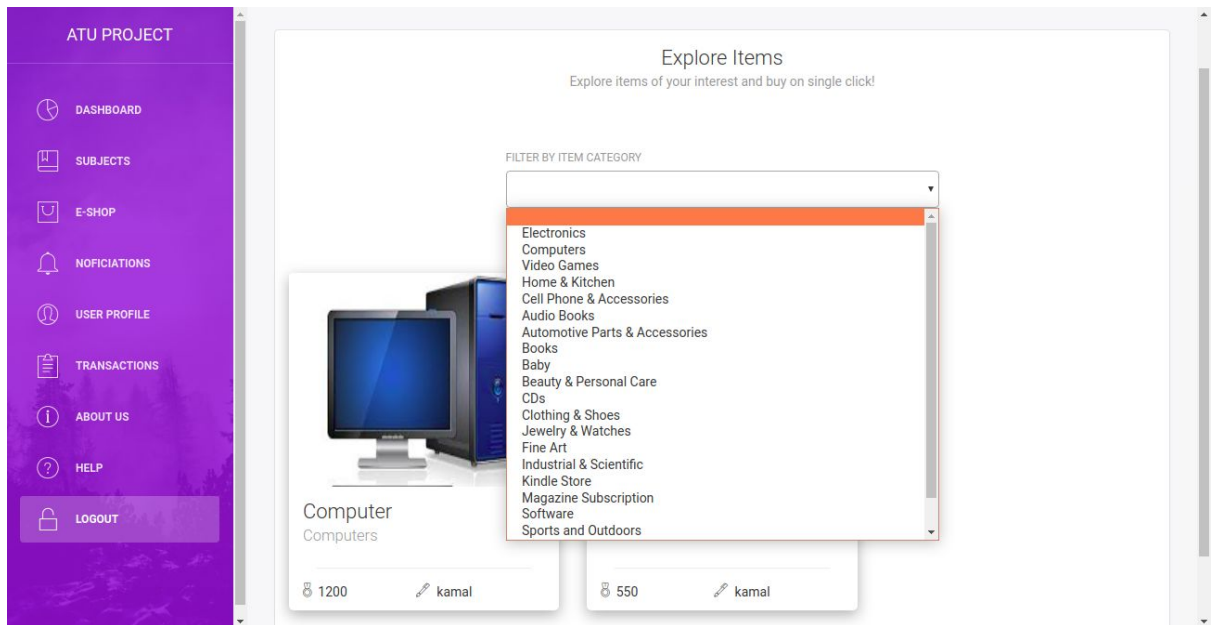 ATU PROJECT
DASHBOARD
SUBJECTS
E-SHOP
NOFICIATIONS
USER PROFILE
TRANSACTIONS
ABOUT US
HELP
LOGOUT
Explore Items
Explore items of your interest and buy on single click!
FILTER BY ITEM CATEGORY
Electronics
Computers
Video Games
Home & Kitchen
Cell Phone & Accessories
Audio Books
Automotive Parts & Accessories
Books
Baby
Beauty & Personal Care
CDs
Clothing & Shoes
Jewelry & Watches
Fine Art
Industrial & Scientific
Kindle Store
Magazine Subscription
Software
Sports and Outdoors
Computer
Computers
1200 kamal
550 kamal